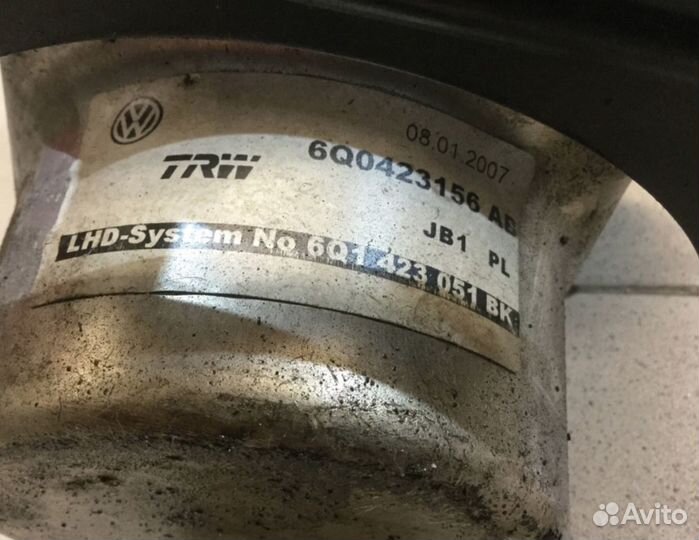 08.01.2007
TRW 6Q0423156 AB
JB1 PL
LHD-System No 6Q1 423 051 BK
Avito